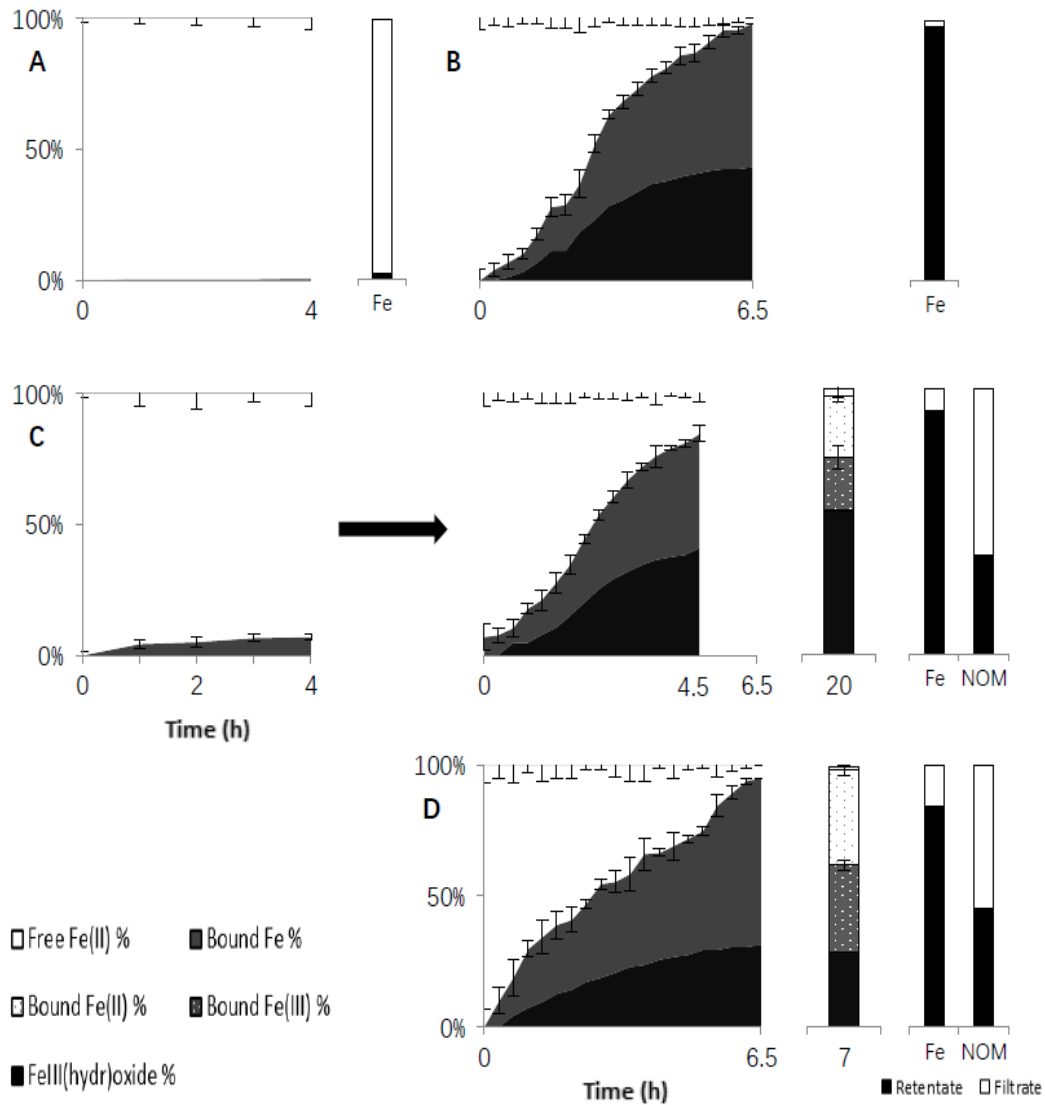 100%
A
50%
0%
0
4
Fe
B
0
6.5
Fe
100%
C
50%
0%
0
2
4
Time (h)
0
4.5
6.5
20
Fe
NOM
100%
D
50%
0%
0
6.5
Time (h)
7
Fe
NOM
Free Fe(II) %
Bound Fe %
Bound Fe(II) %
Bound Fe(III) %
FeIII(hydr)oxide %
Retentate
Filtrate